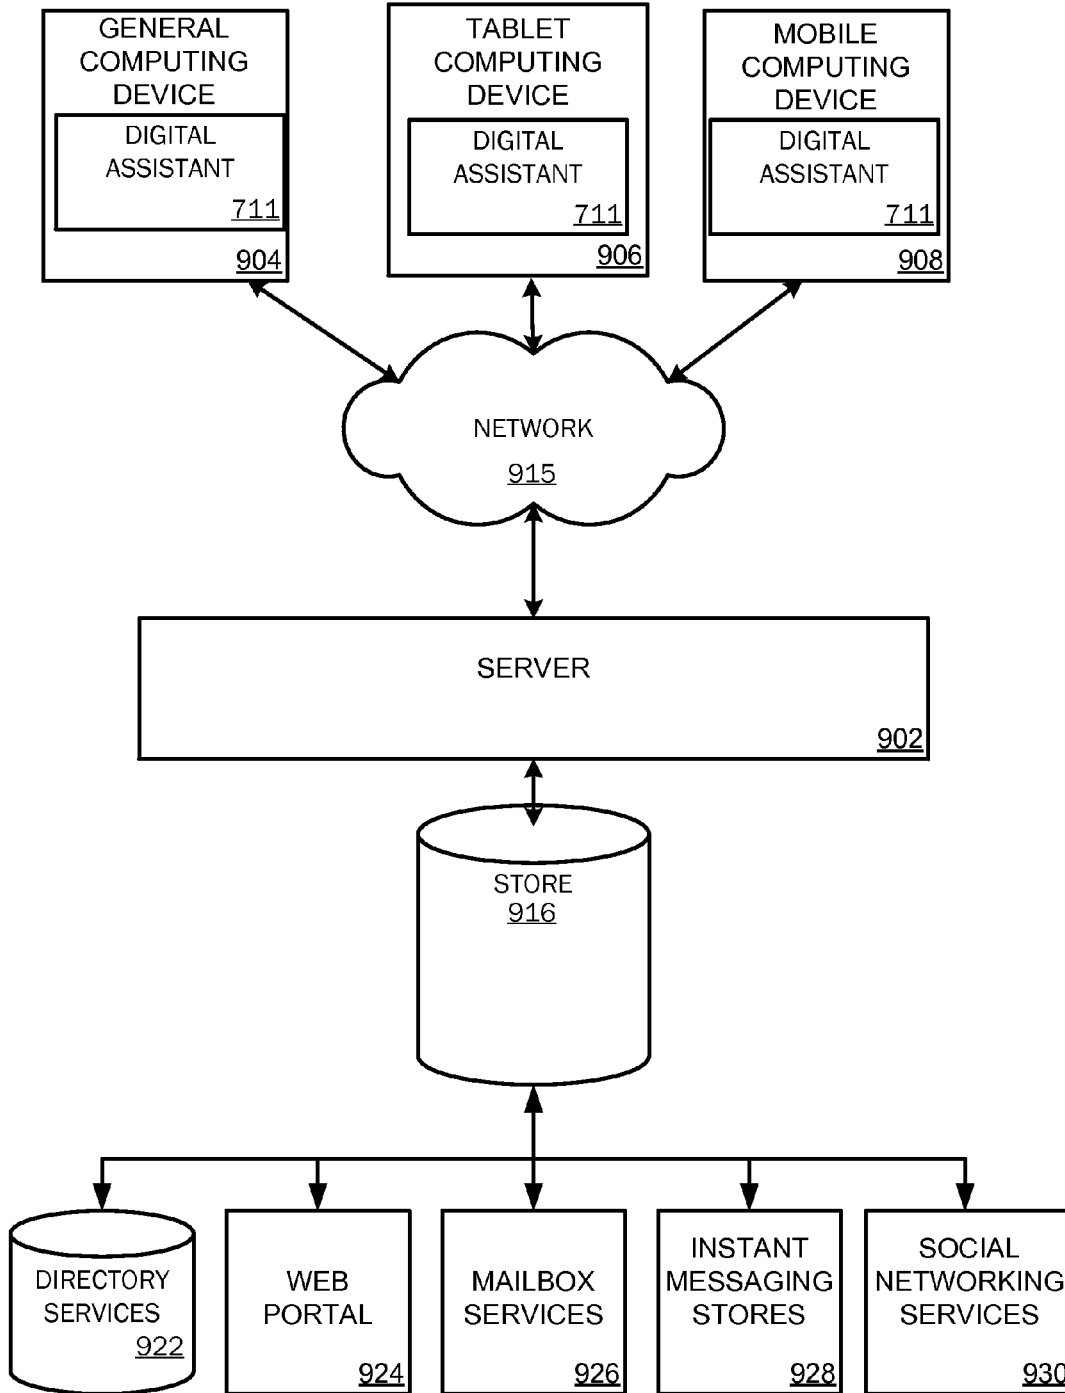 GENERAL
COMPUTING
DEVICE
DIGITAL
ASSISTANT
711
904
TABLET
COMPUTING
DEVICE
DIGITAL
ASSISTANT
711
906
MOBILE
COMPUTING
DEVICE
DIGITAL
ASSISTANT
711
908
NETWORK
915
SERVER
902
STORE
916
DIRECTORY
SERVICES
922
WEB
PORTAL
924
MAILBOX
SERVICES
926
INSTANT
MESSAGING
STORES
928
SOCIAL
NETWORKING
SERVICES
930